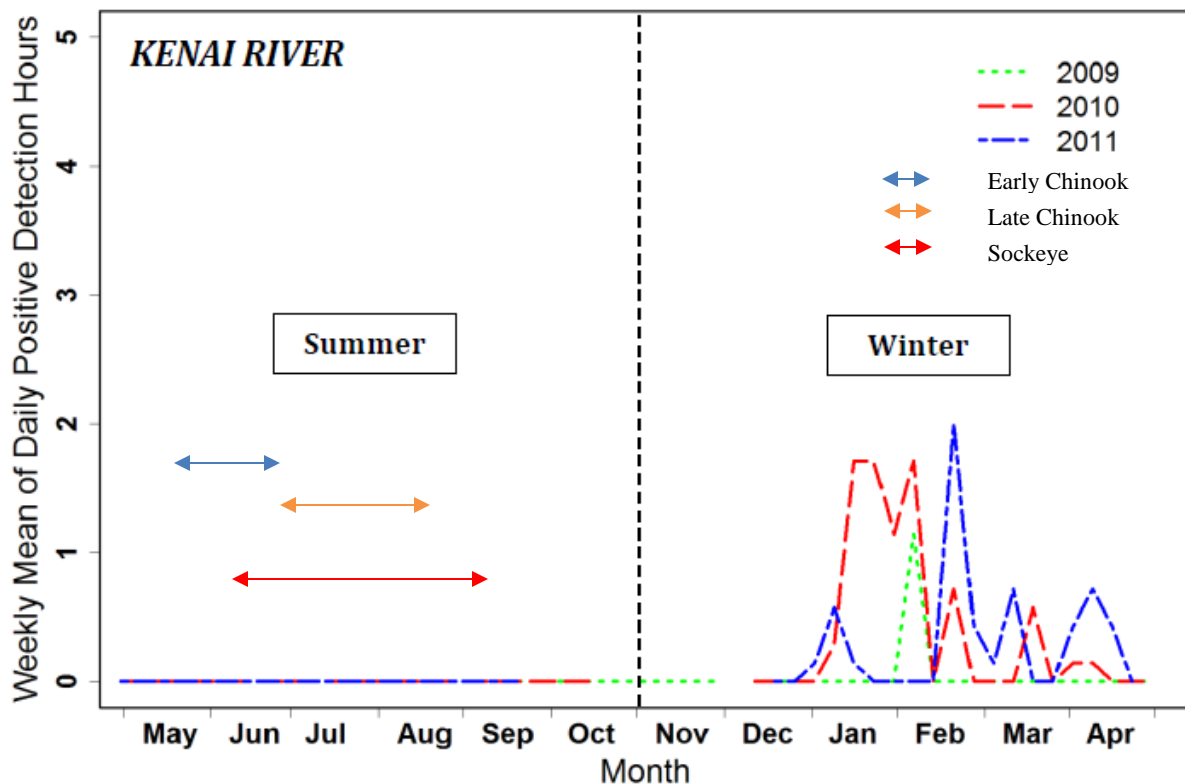 KENAI RIVER
2009
2010
2011
Early Chinook
Late Chinook
Sockeye
Summer
Winter
Weekly Mean of Daily Positive Detection Hours
5
4
3
2
1
0
May Jun Jul Aug Sep Oct Nov Dec Jan Feb Mar Apr
Month